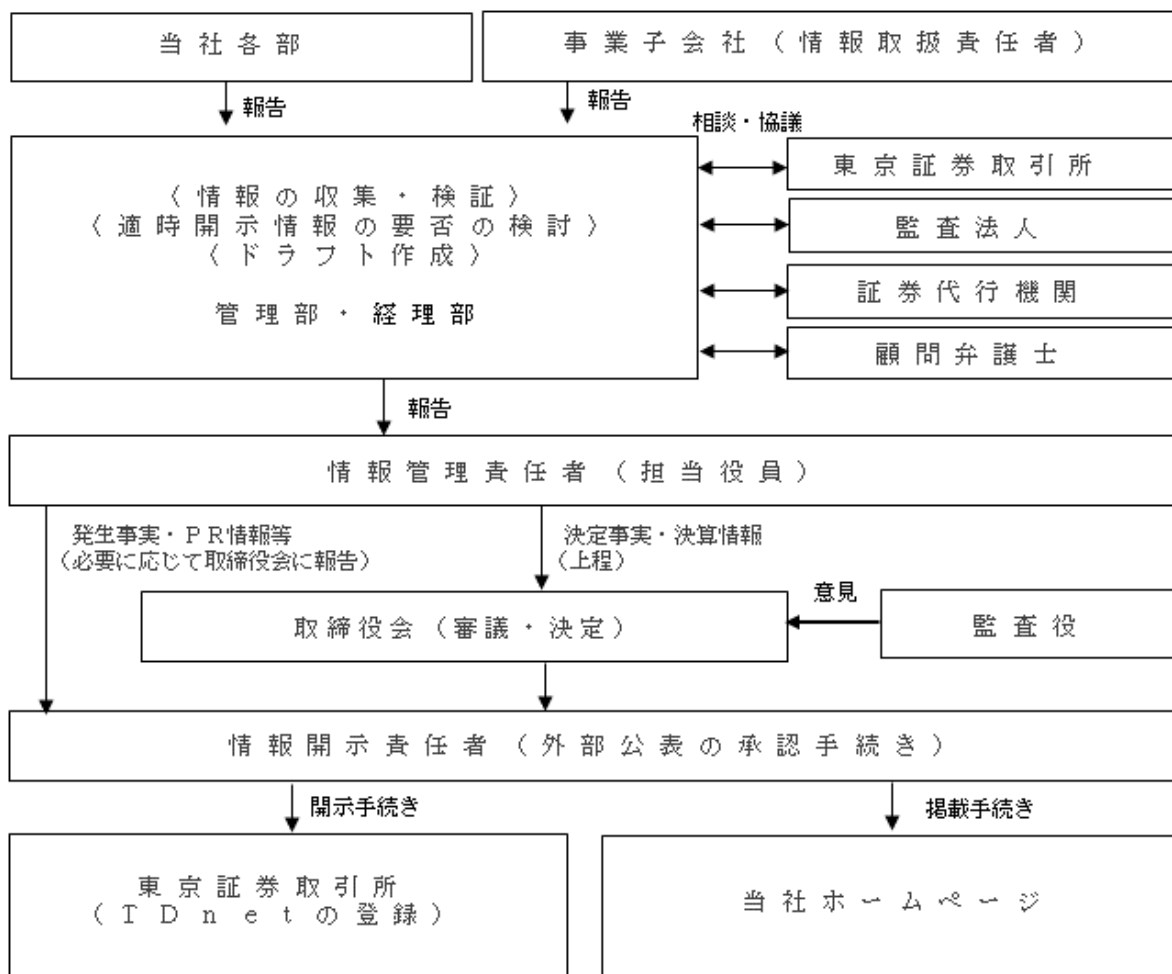 当社各部
事業子会社（情報取扱責任者）
報告
報告
相談・協議
〈情報の収集・検証〉
〈適時開示情報の要否の検討〉
〈ドラフト作成〉
管理部・経理部
東京証券取引所
監査法人
証券代行機関
顧問弁護士
報告
情報管理責任者（担当役員）
発生事実・ＰＲ情報等
（必要に応じて取締役会に報告）
決定事実・決算情報
（上程）
取締役会（審議・決定）
意見
監査役
情報開示責任者（外部公表の承認手続き）
開示手続き
掲載手続き
東京証券取引所
（ＴＤｎｅｔの登録）
当社ホームページ